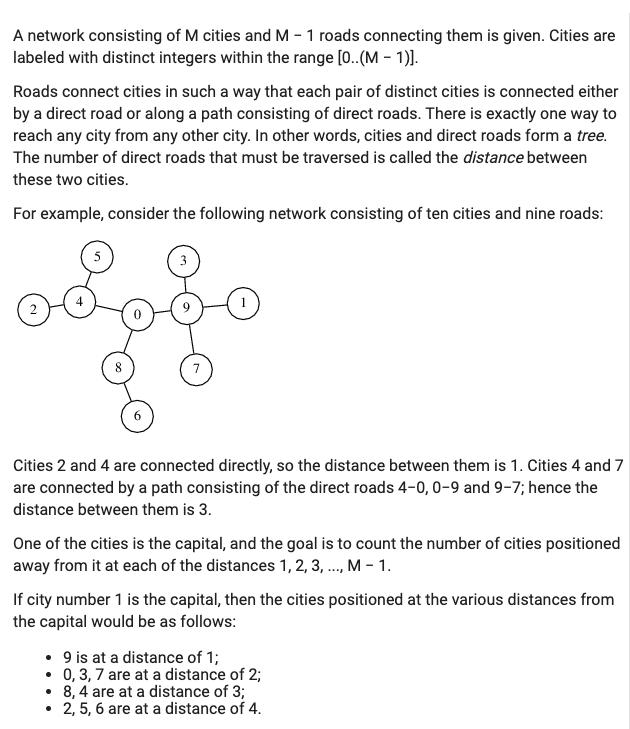 A network consisting of M cities and M − 1 roads connecting them is given. Cities are
labeled with distinct integers within the range [0..(M − 1)].
Roads connect cities in such a way that each pair of distinct cities is connected either
by a direct road or along a path consisting of direct roads. There is exactly one way to
reach any city from any other city. In other words, cities and direct roads form a tree.
The number of direct roads that must be traversed is called the distance between
these two cities.
For example, consider the following network consisting of ten cities and nine roads:
5
3
2
4
0
9
1
8
7
6
Cities 2 and 4 are connected directly, so the distance between them is 1. Cities 4 and 7
are connected by a path consisting of the direct roads 4−0, 0−9 and 9−7; hence the
distance between them is 3.
One of the cities is the capital, and the goal is to count the number of cities positioned
away from it at each of the distances 1, 2, 3, ..., M − 1.
If city number 1 is the capital, then the cities positioned at the various distances from
the capital would be as follows:
• 9 is at a distance of 1;
• 0, 3, 7 are at a distance of 2;
• 8, 4 are at a distance of 3;
• 2, 5, 6 are at a distance of 4.